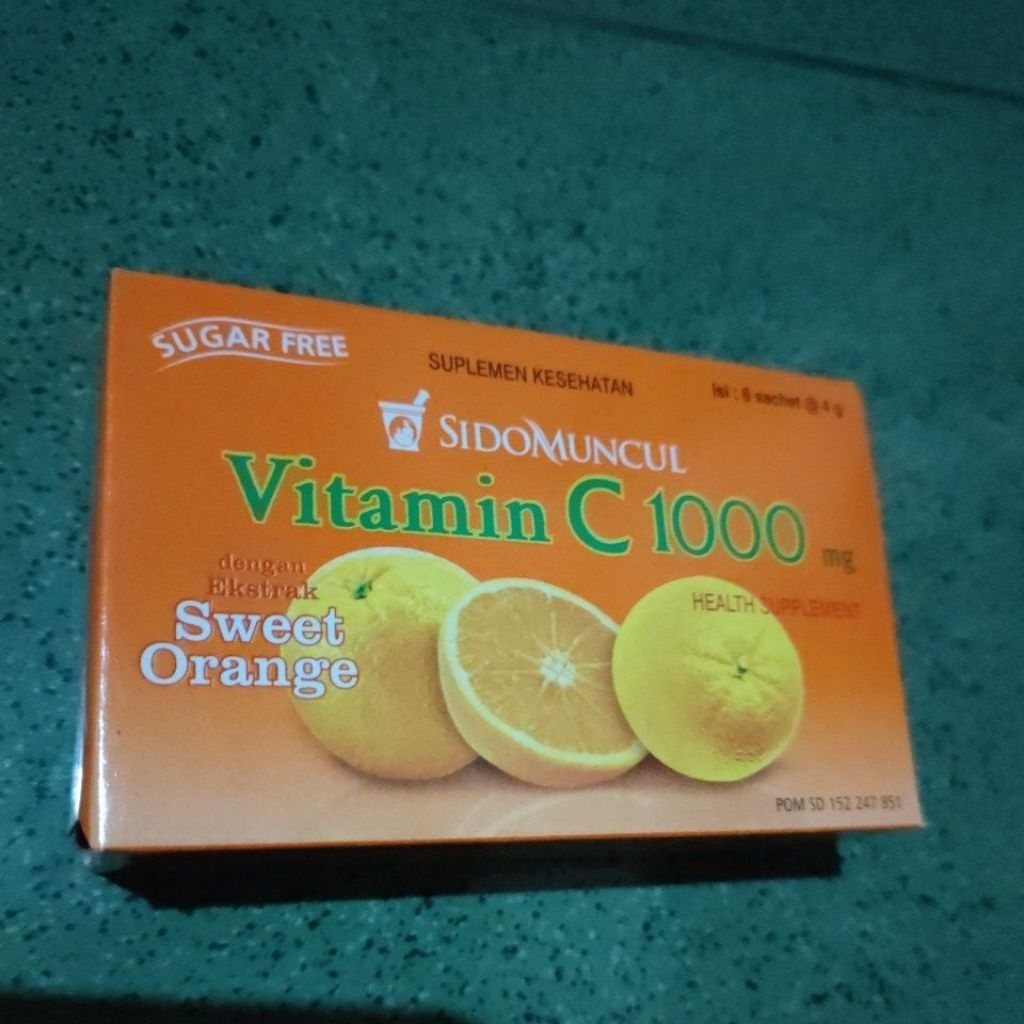 SUGAR FREE
SUPLEMEN KESEHATAN
Isi : 6 sachet @ 4 g
SIDOMUNCUL
Vitamin C 1000 mg
dengan
Ekstrak
Sweet
Orange
HEALTH SUPPLEMENT
POM SD 152 247 851